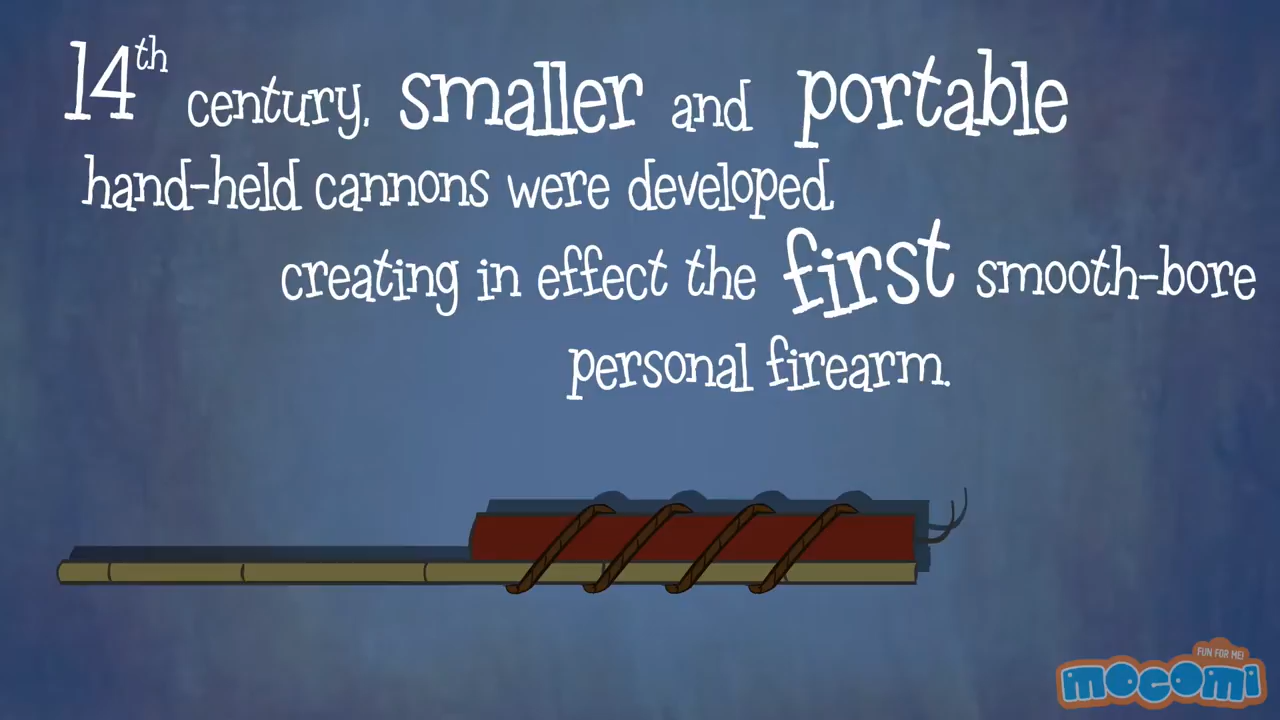 14th century, smaller and portable
hand-held cannons were developed,
creating in effect the first smooth-bore
personal firearm.
FUN FOR ME!
mocomi